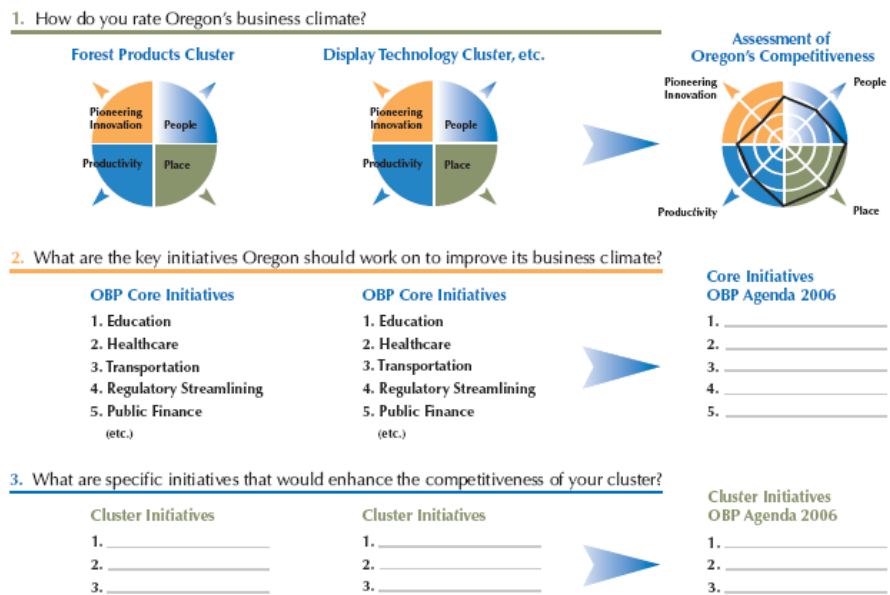 1. How do you rate Oregon's business climate?
Forest Products Cluster
Display Technology Cluster, etc.
Assessment of
Oregon's Competitiveness
Pioneering
Innovation
People
Productivity
Place
Pioneering
Innovation
People
Productivity
Place
Pioneering
Innovation
People
Productivity
Place
2. What are the key initiatives Oregon should work on to improve its business climate?
OBP Core Initiatives
1. Education
2. Healthcare
3. Transportation
4. Regulatory Streamlining
5. Public Finance
(etc.)
OBP Core Initiatives
1. Education
2. Healthcare
3. Transportation
4. Regulatory Streamlining
5. Public Finance
(etc.)
Core Initiatives
OBP Agenda 2006
1.
2.
3.
4.
5.
3. What are specific initiatives that would enhance the competitiveness of your cluster?
Cluster Initiatives
1.
2.
3.
Cluster Initiatives
1.
2.
3.
Cluster Initiatives
OBP Agenda 2006
1.
2.
3.